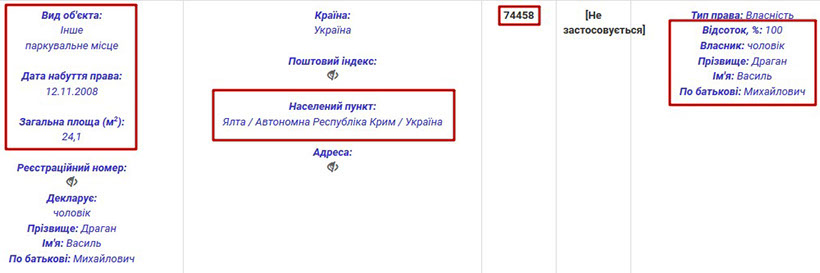 Вид об'єкта:
Інше
паркувальне місце
Дата набуття права:
12.11.2008
Загальна площа (м²):
24,1
Реєстраційний номер:
Декларує:
чоловік
Прізвище: Драган
Ім'я: Василь
По батькові: Михайлович
Країна:
Україна
Поштовий індекс:
Населений пункт:
Ялта / Автономна Республіка Крим / Україна
Адреса:
74458
[Не
застосовується]
Тип права: Власність
Відсоток, %: 100
Власник: чоловік
Прізвище: Драган
Ім'я: Василь
По батькові: Михайлович